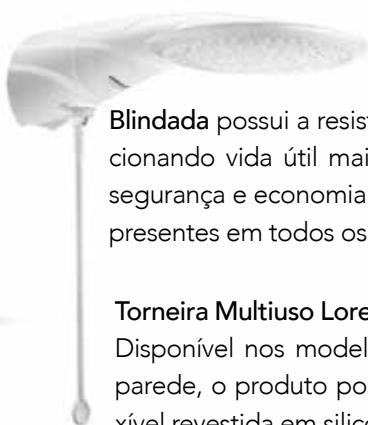 Blindada possui a resist
cionando vida útil mai
segurança e economia
presentes em todos os
Torneira Multiuso Lore
Disponível nos model
parede, o produto po
xível revestida em silic